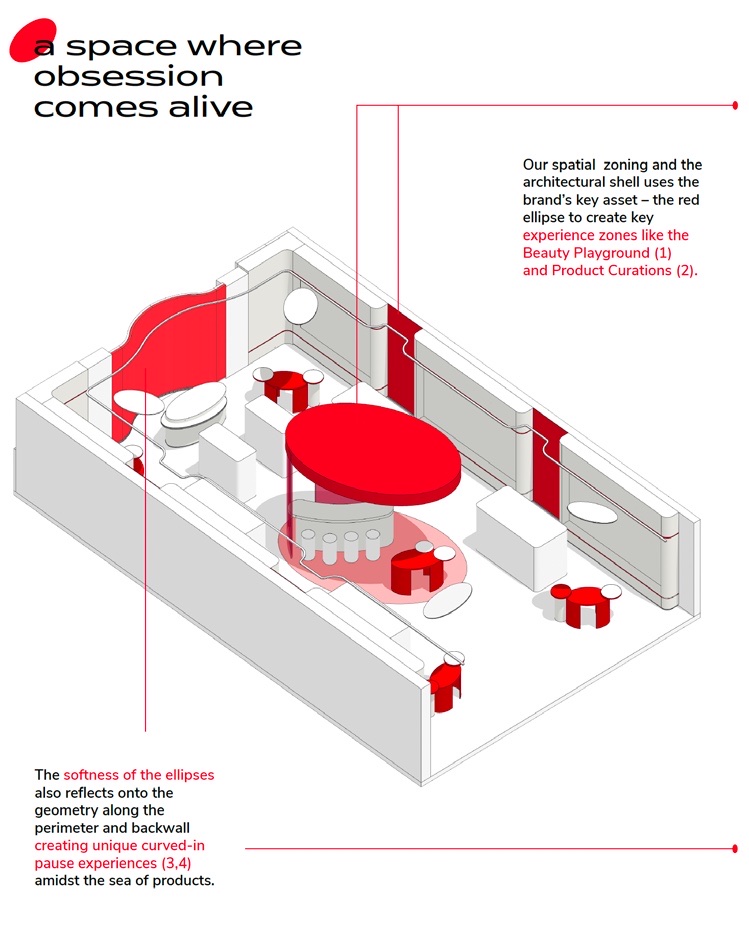 a space where
obsession
comes alive
Our spatial zoning and the
architectural shell uses the
brand’s key asset – the red
ellipse to create key
experience zones like the
Beauty Playground (1)
and Product Curations (2).
The softness of the ellipses
also reflects onto the
geometry along the
perimeter and backwall
creating unique curved-in
pause experiences (3,4)
amidst the sea of products.